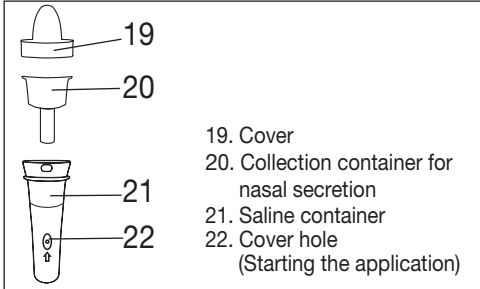 19
20
21
22
19. Cover
20. Collection container for
nasal secretion
21. Saline container
22. Cover hole
(Starting the application)